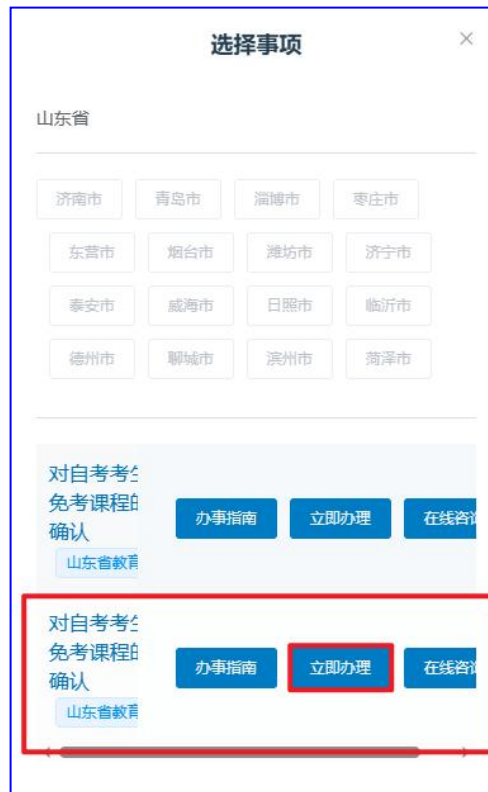 选择事项
山东省
济南市 青岛市 淄博市 枣庄市
东营市 烟台市 潍坊市 济宁市
泰安市 威海市 日照市 临沂市
德州市 聊城市 滨州市 菏泽市
对自考考生
免考课程的
确认
办事指南 立即办理 在线咨询
山东省教育
对自考考生
免考课程的
确认
办事指南 立即办理 在线咨询
山东省教育